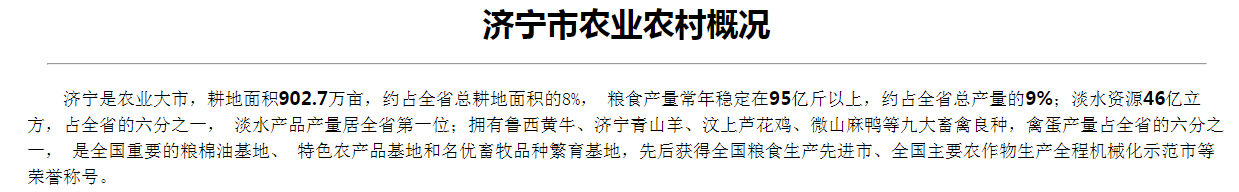 济宁市农业农村概况
济宁是农业大市，耕地面积902.7万亩，约占全省总耕地面积的8%， 粮食产量常年稳定在95亿斤以上，约占全省总产量的9%；淡水资源46亿立
方，占全省的六分之一， 淡水产品产量居全省第一位；拥有鲁西黄牛、济宁青山羊、汶上芦花鸡、微山麻鸭等九大畜禽良种，禽蛋产量占全省的六分之
一， 是全国重要的粮棉油基地、 特色农产品基地和名优畜牧品种繁育基地，先后获得全国粮食生产先进市、全国主要农作物生产全程机械化示范市等
荣誉称号。